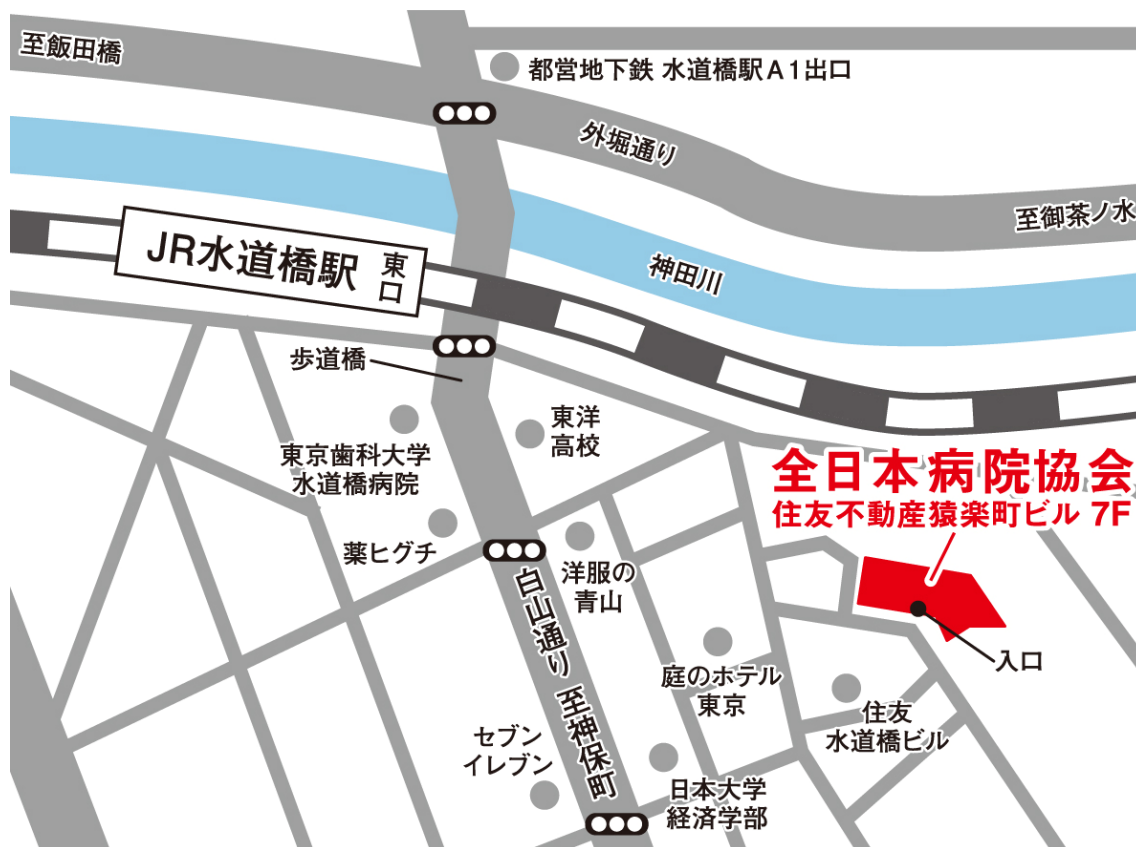 至飯田橋
都営地下鉄 水道橋駅A1出口
外堀通り
至御茶ノ水
JR水道橋駅
東口
神田川
歩道橋
東洋
高校
東京歯科大学
水道橋病院
全日本病院協会
住友不動産猿楽町ビル 7F
薬ヒグチ
洋服の
青山
白山通り 至神保町
入口
庭のホテル
東京
住友
水道橋ビル
セブン
イレブン
日本大学
経済学部